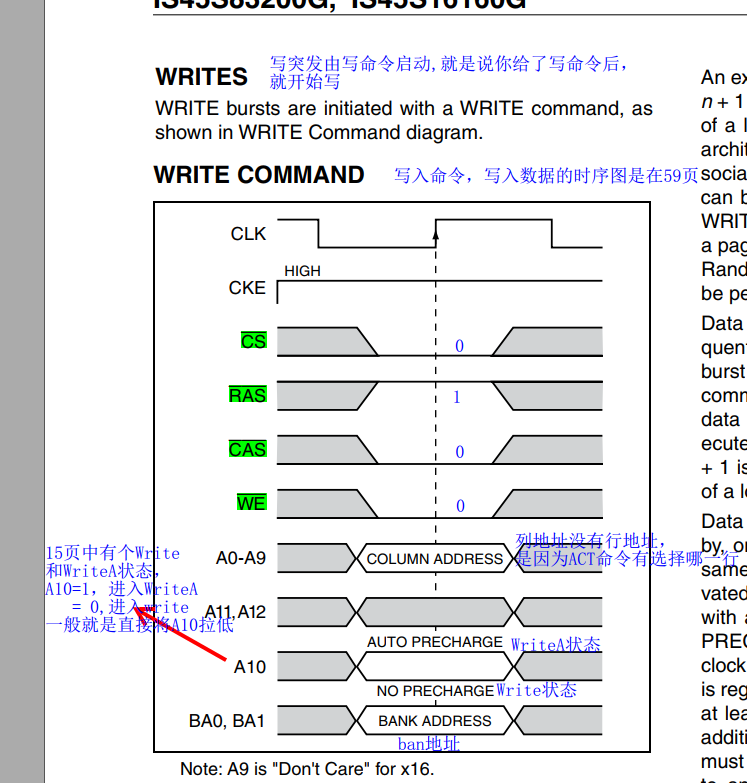 IS45S83200G, IS45S16160G
WRITES
写突发由写命令启动,就是说你给了写命令后,
就开始写
WRITE bursts are initiated with a WRITE command, as
shown in WRITE Command diagram.
WRITE COMMAND
写入命令，写入数据的时序图是在59页
CLK
HIGH
CKE
CS
0
RAS
1
CAS
0
WE
0
A0-A9
COLUMN ADDRESS
列地址没有行地址，
是因为ACT命令有选择哪一行
15页中有个Write
和WriteA状态，
A10=1，进入WriteA
= 0,进入write
一般就是直接将A10拉低
A11, A12
AUTO PRECHARGE
WriteA状态
A10
NO PRECHARGE
Write状态
BA0, BA1
BANK ADDRESS
ban地址
Note: A9 is "Don't Care" for x16.
An ex
n + 1
of a l
archit
socia
can b
WRIT
a pag
Rand
be pe
Data
quent
burst
comm
data
ecute
+ 1 is
of a lo
Data
by, or
same
vated
with a
PREC
clock
is reg
at lea
additi
must